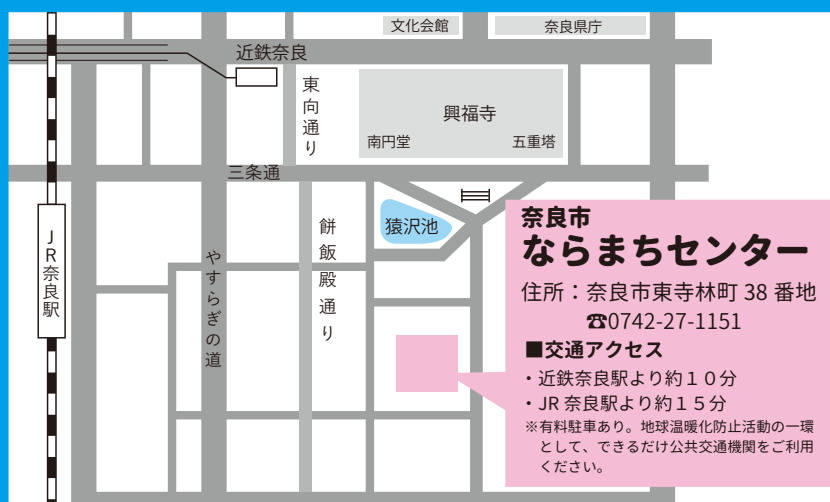 文化会館
奈良県庁
近鉄奈良
東向通り
興福寺
南円堂
五重塔
三条通
猿沢池
餅飯殿通り
やすらぎの道
JR奈良駅
奈良市
ならまちセンター
住所：奈良市東寺林町 38 番地
☎0742-27-1151
■交通アクセス
・近鉄奈良駅より約１０分
・JR 奈良駅より約１５分
※有料駐車あり。地球温暖化防止活動の一環
として、できるだけ公共交通機関をご利用
ください。